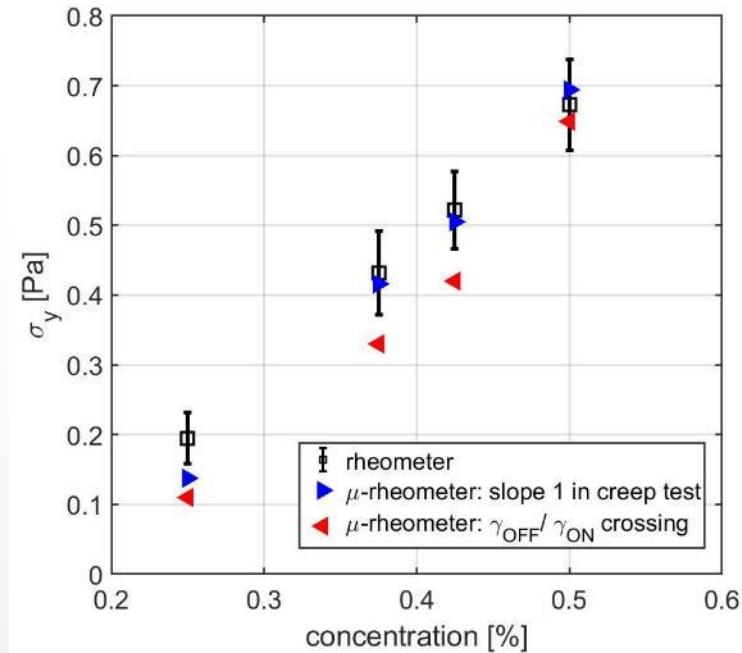 0.8
0.7
0.6
0.5
0.4
0.3
0.2
0.1
0
σy [Pa]
rheometer
μ-rheometer: slope 1 in creep test
μ-rheometer: γOFF/ γON crossing
0.2 0.3 0.4 0.5 0.6
concentration [%]